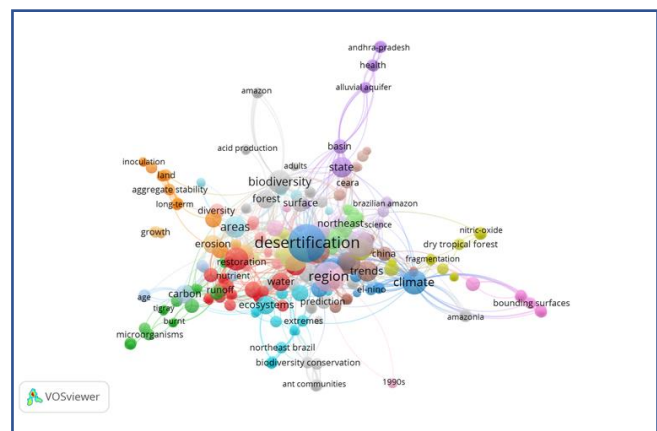 andhra-pradesh
health
alluvial aquifer
amazon
acid production
basin
adults
state
inoculation
land
biodiversity
ceara
aggregate stability
forest
surface
brazilian amazon
long-term
diversity
northeast
science
areas
nitric-oxide
growth
erosion
desertification
dry tropical forest
china
restoration
fragmentation
region
trends
nutrient
water
climate
age
carbon
runoff
el-nino
bounding surfaces
tigray
ecosystems
prediction
burnt
extremes
amazonia
microorganisms
northeast brazil
biodiversity conservation
ant communities
1990s
VOSviewer